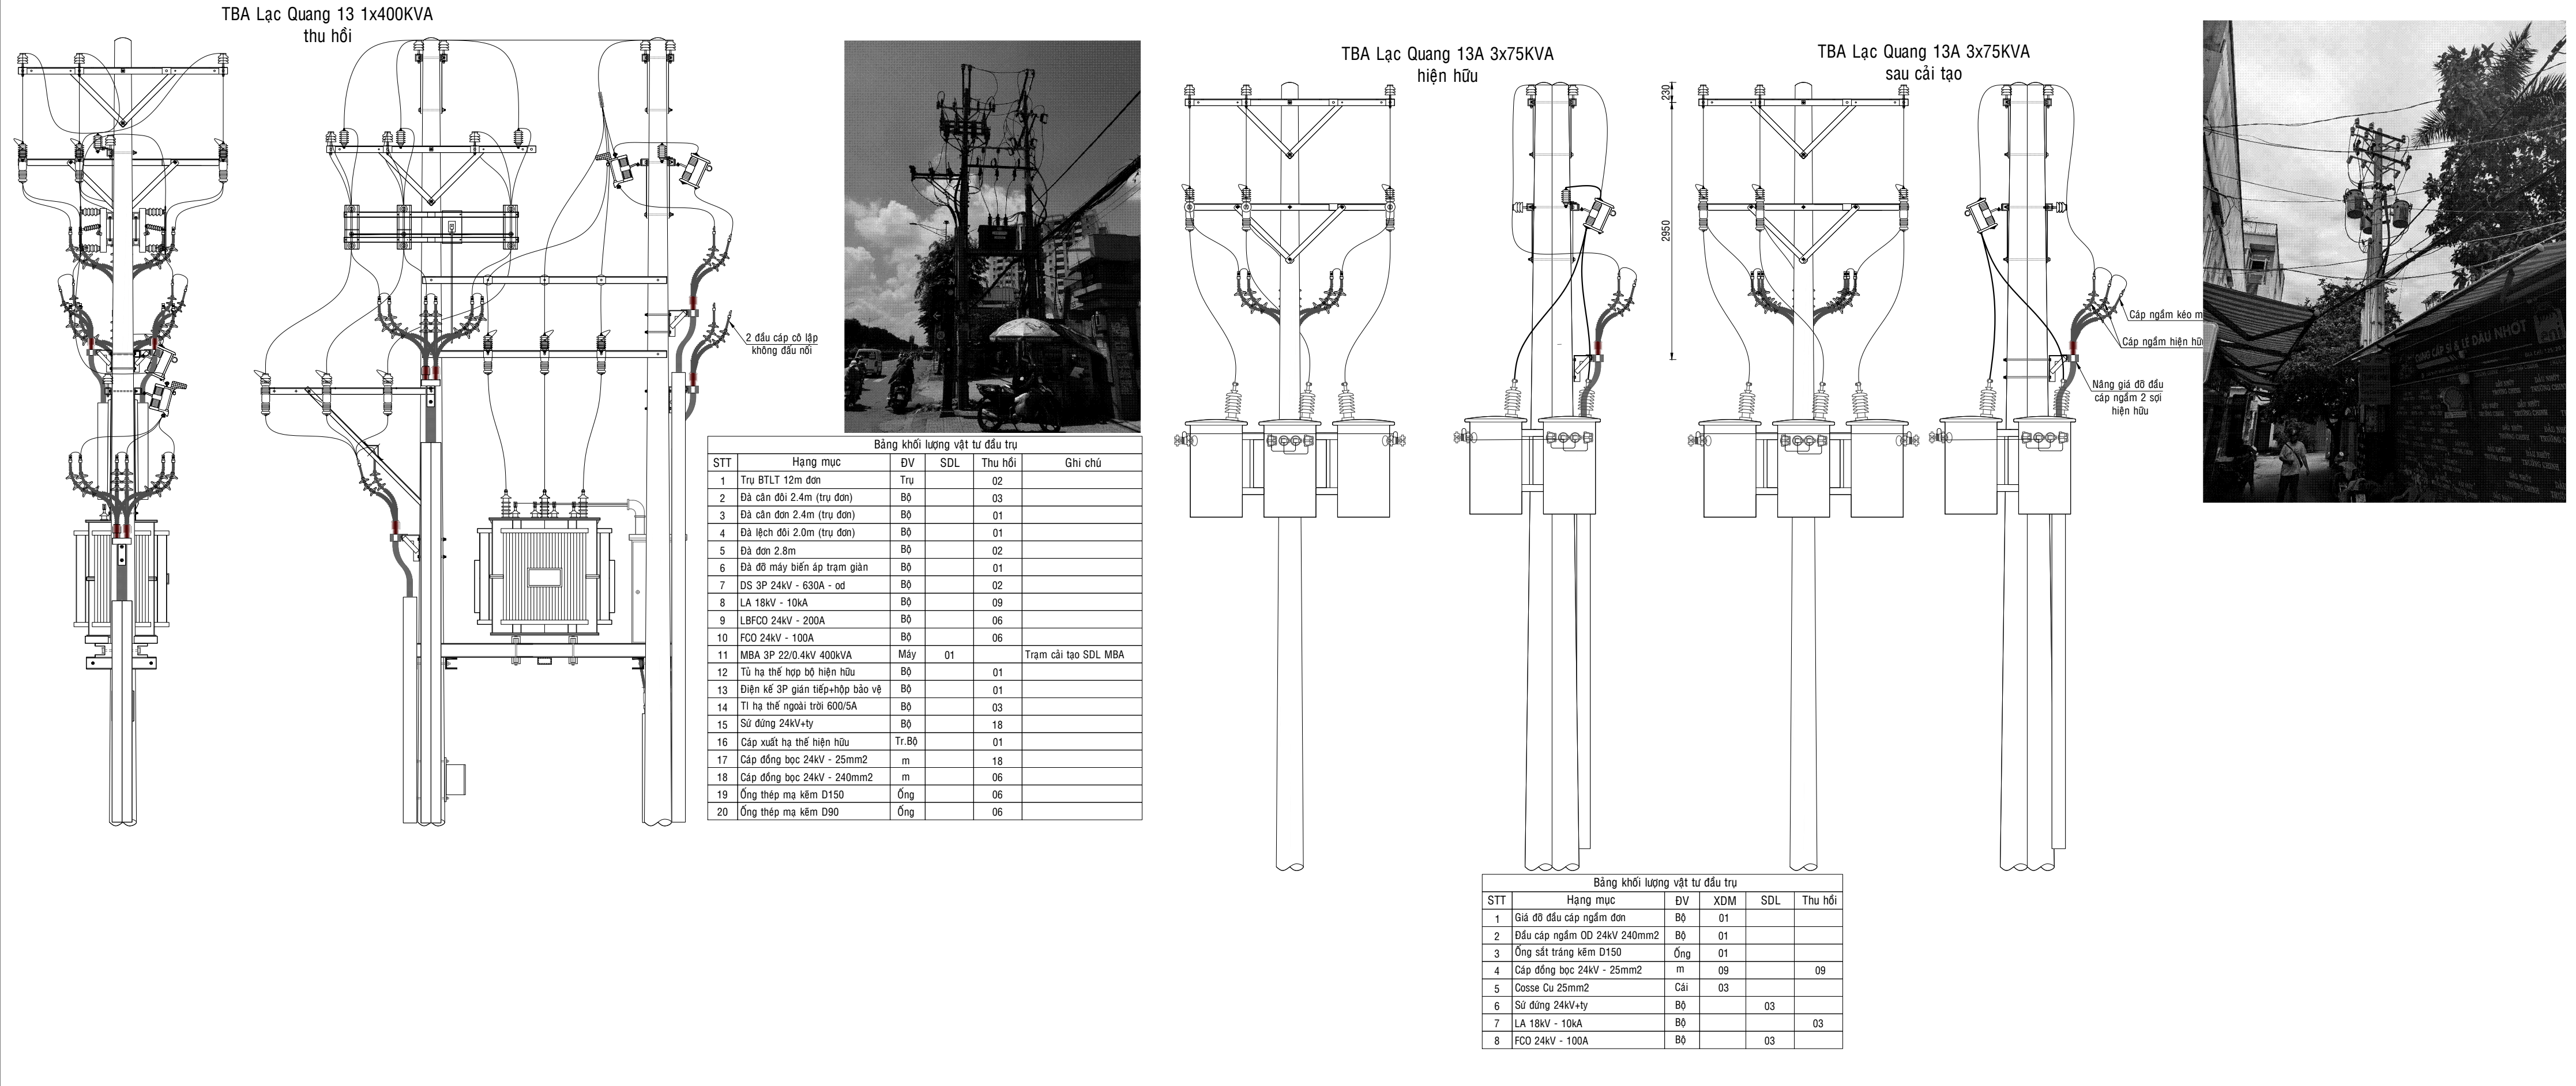 TBA Lạc Quang 13 1x400KVA
thu hồi
2 đầu cáp cô lập
không đấu nối
Bảng khối lượng vật tư đầu trụ
STT Hạng mục ĐV SDL Thu hồi Ghi chú
1 Trụ BTLT 12m đơn Trụ 02
2 Đà cân đôi 2.4m (trụ đơn) Bộ 03
3 Đà cân đơn 2.4m (trụ đơn) Bộ 01
4 Đà lệch đôi 2.0m (trụ đơn) Bộ 01
5 Đà đơn 2.8m Bộ 02
6 Đà đỡ máy biến áp trạm giàn Bộ 01
7 DS 3P 24kV - 630A - od Bộ 02
8 LA 18kV - 10kA Bộ 09
9 LBFCO 24kV - 200A Bộ 06
10 FCO 24kV - 100A Bộ 06
11 MBA 3P 22/0.4kV 400kVA Máy 01 Trạm cải tạo SDL MBA
12 Tủ hạ thế hợp bộ hiện hữu Bộ 01
13 Điện kế 3P gián tiếp+hộp bảo vệ Bộ 01
14 TI hạ thế ngoài trời 600/5A Bộ 03
15 Sứ đứng 24kV+ty Bộ 18
16 Cáp xuất hạ thế hiện hữu Tr.Bộ 01
17 Cáp đồng bọc 24kV - 25mm2 m 18
18 Cáp đồng bọc 24kV - 240mm2 m 06
19 Ống thép mạ kẽm D150 Ống 06
20 Ống thép mạ kẽm D90 Ống 06
TBA Lạc Quang 13A 3x75KVA
hiện hữu
TBA Lạc Quang 13A 3x75KVA
sau cải tạo
230
2950
Cáp ngầm kéo m
Cáp ngầm hiện hữu
Nâng giá đỡ đầu
cáp ngầm 2 sợi
hiện hữu
CUNG CẤP SỈ & LẺ DẦU NHỚT
Bảng khối lượng vật tư đầu trụ
STT Hạng mục ĐV XDM SDL Thu hồi
1 Giá đỡ đầu cáp ngầm đơn Bộ 01
2 Đầu cáp ngầm OD 24kV 240mm2 Bộ 01
3 Ống sắt tráng kẽm D150 Ống 01
4 Cáp đồng bọc 24kV - 25mm2 m 09 09
5 Cosse Cu 25mm2 Cái 03
6 Sứ đứng 24kV+ty Bộ 03
7 LA 18kV - 10kA Bộ 03
8 FCO 24kV - 100A Bộ 03